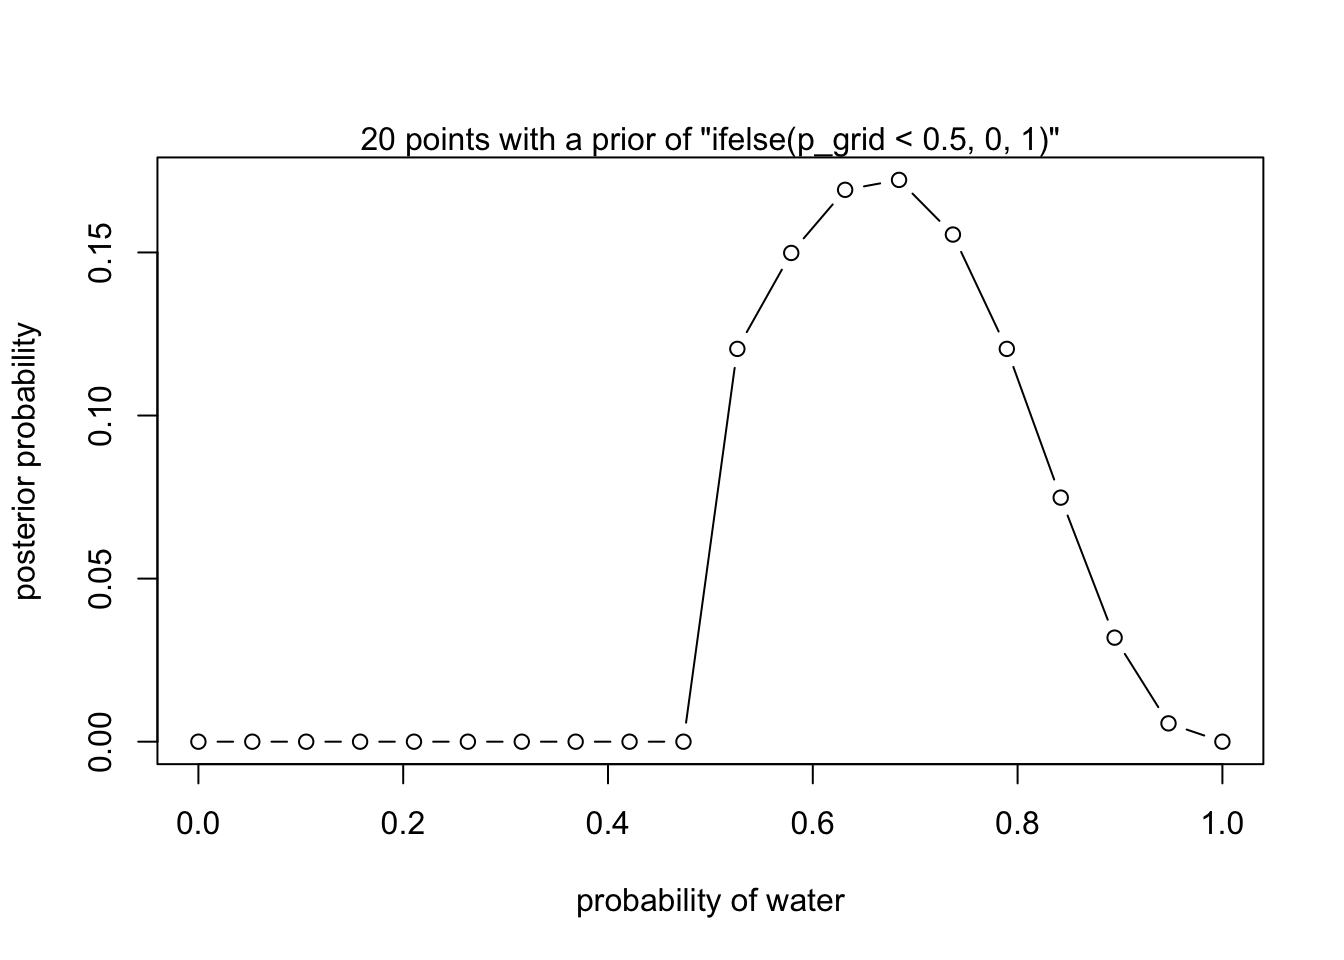 20 points with a prior of "ifelse(p_grid < 0.5, 0, 1)"
posterior probability
0.15
0.10
0.05
0.00
0.0 0.2 0.4 0.6 0.8 1.0
probability of water